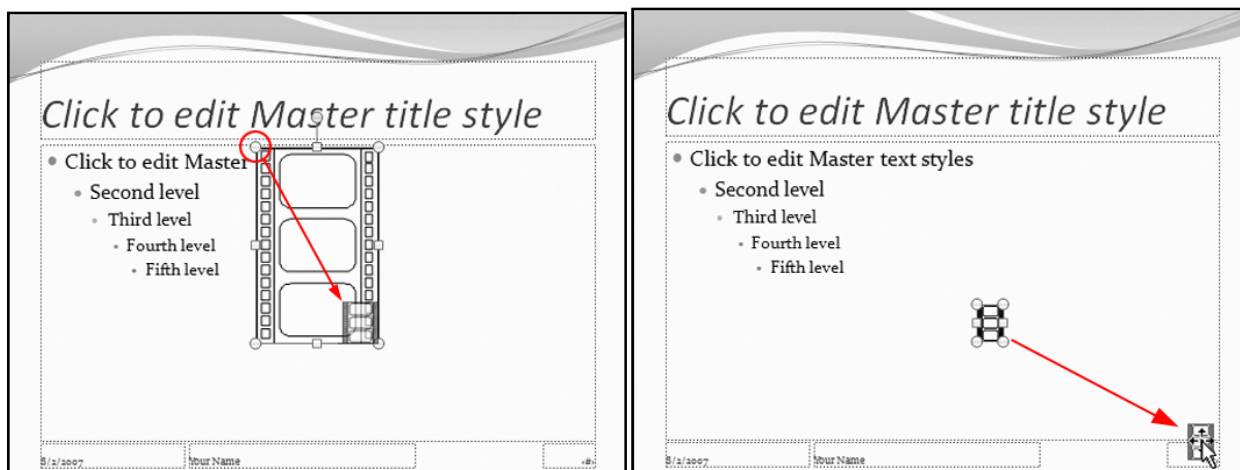 Click to edit Master title style
• Click to edit Master
• Second level
• Third level
• Fourth level
• Fifth level
8/2/2007
Your Name
‹#›
Click to edit Master title style
• Click to edit Master text styles
• Second level
• Third level
• Fourth level
• Fifth level
8/2/2007
Your Name